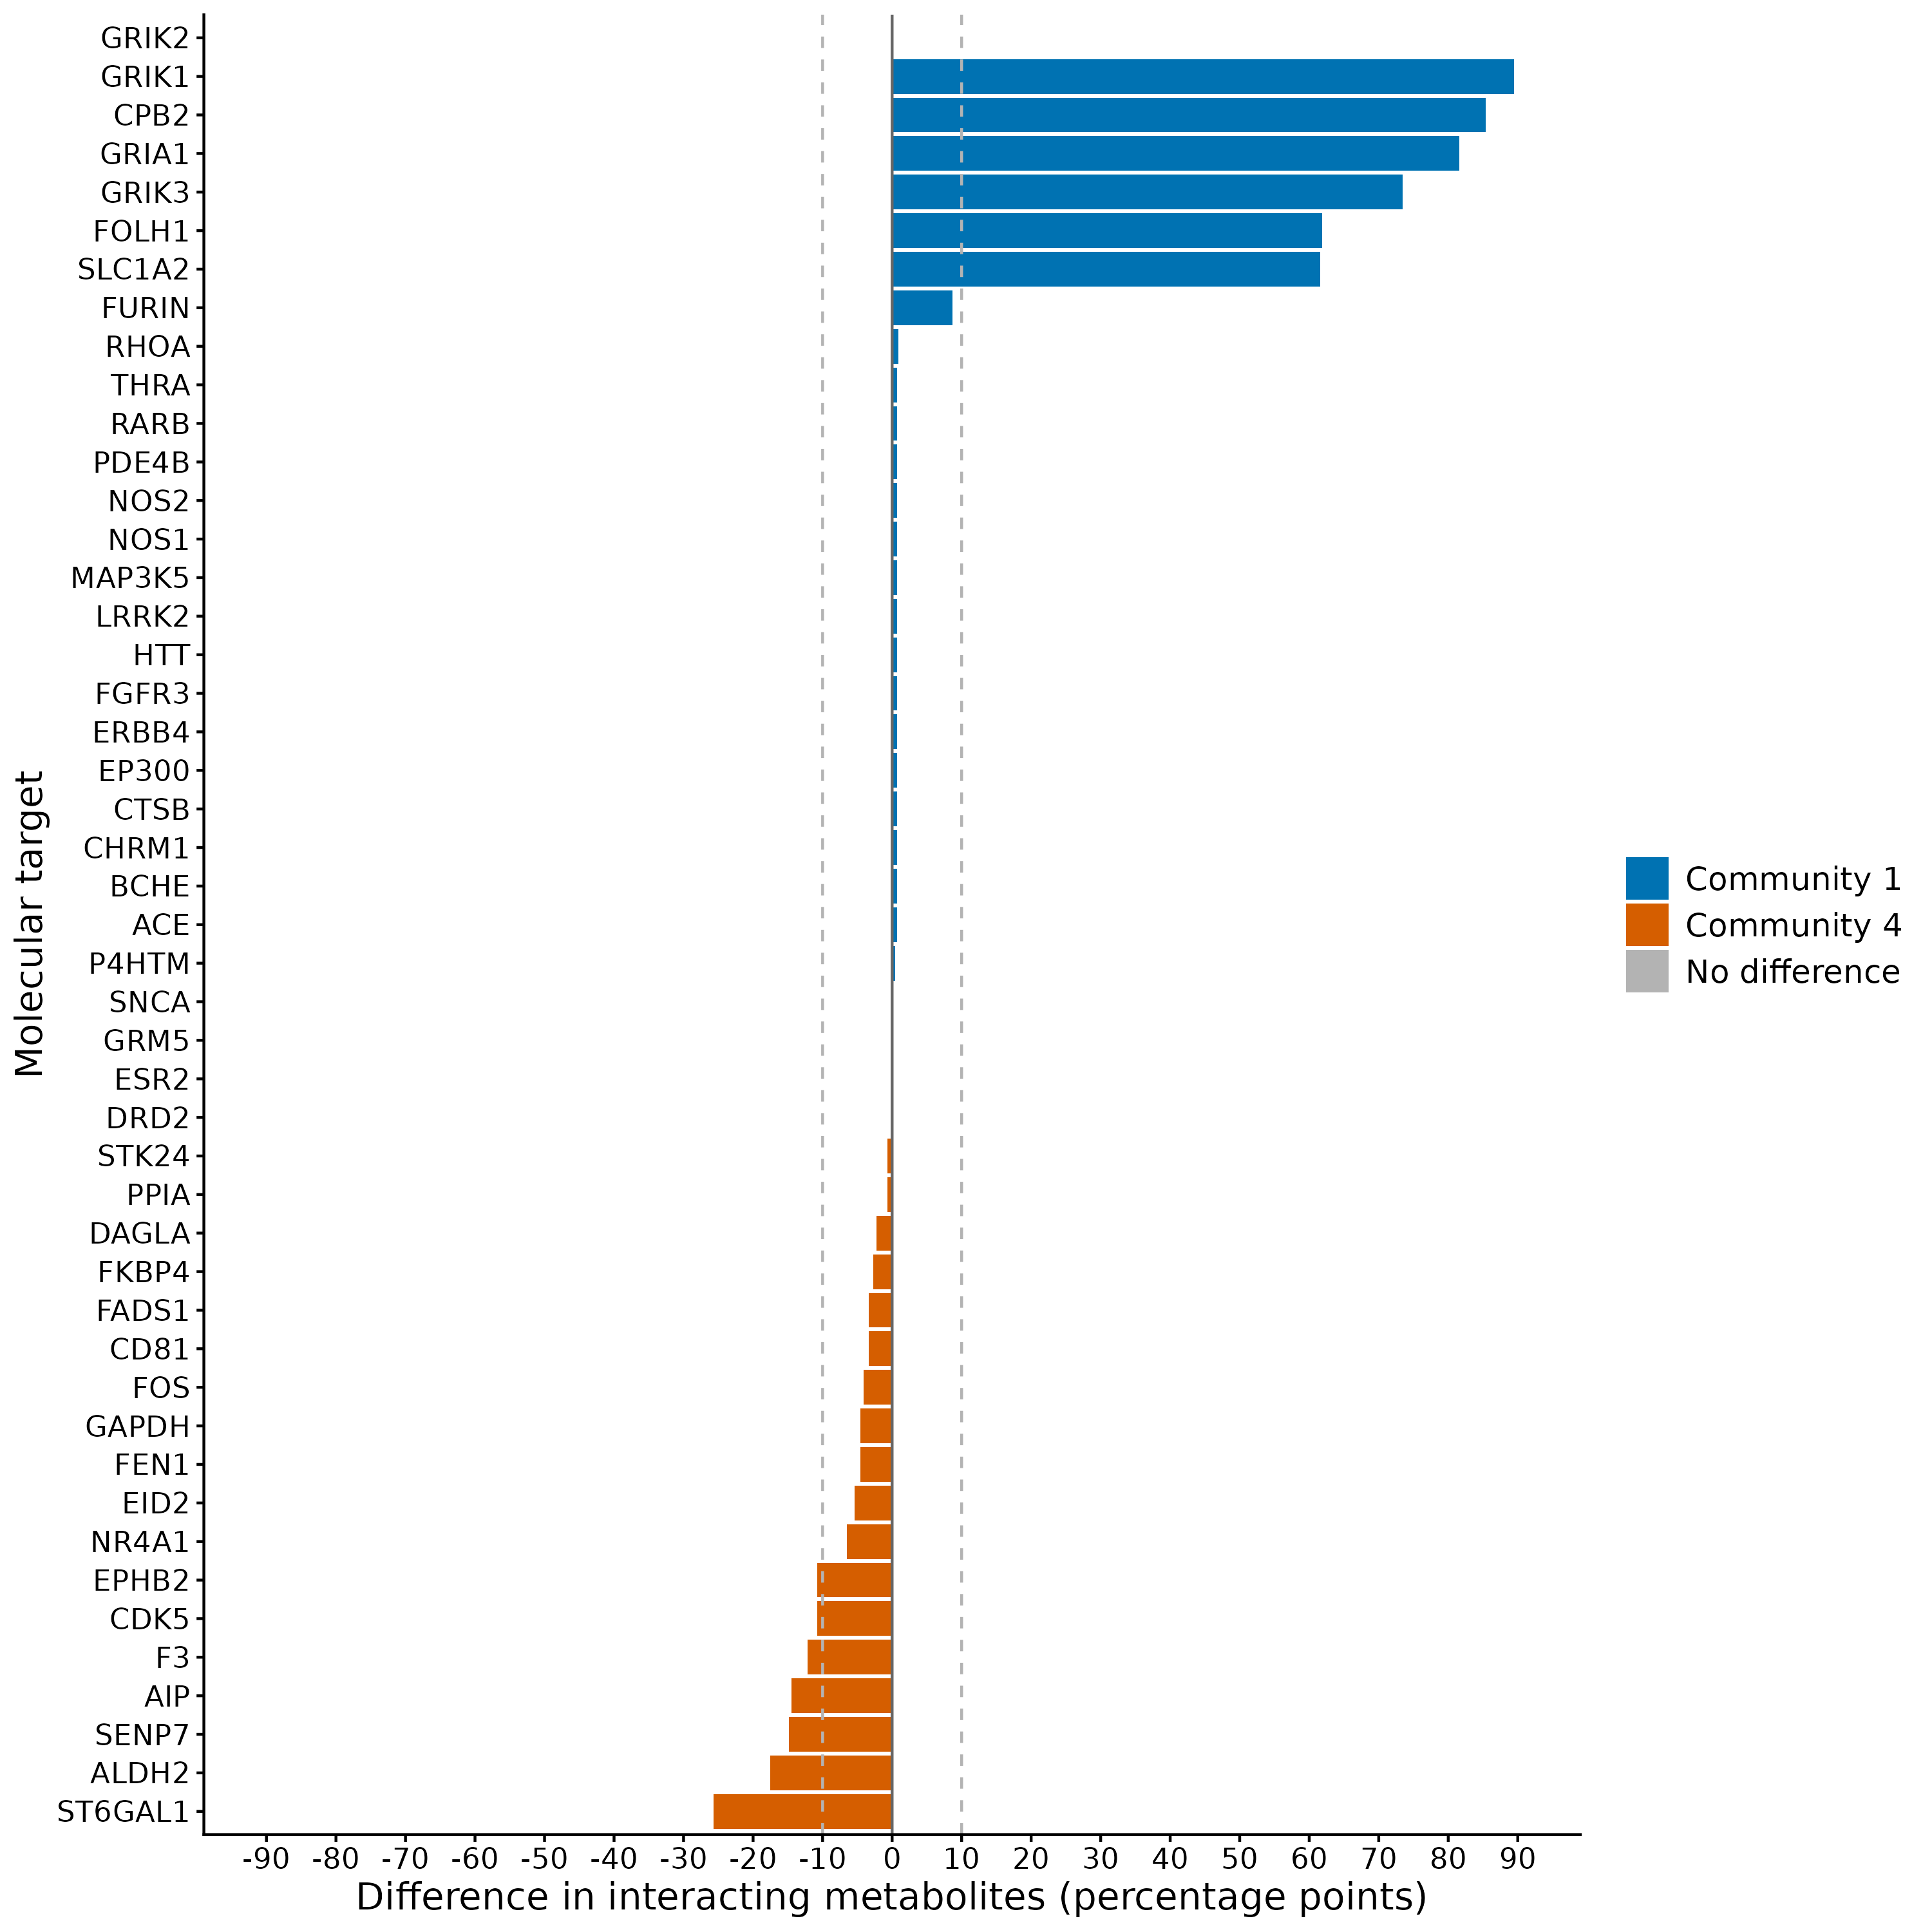 GRIK2
GRIK1
CPB2
GRIA1
GRIK3
FOLH1
SLC1A2
FURIN
RHOA
THRA
RARB
PDE4B
NOS2
NOS1
MAP3K5
LRRK2
HTT
FGFR3
ERBB4
EP300
CTSB
CHRM1
BCHE
ACE
P4HTM
SNCA
GRM5
ESR2
DRD2
STK24
PPIA
DAGLA
FKBP4
FADS1
CD81
FOS
GAPDH
FEN1
EID2
NR4A1
EPHB2
CDK5
F3
AIP
SENP7
ALDH2
ST6GAL1
Molecular target
-90 -80 -70 -60 -50 -40 -30 -20 -10 0 10 20 30 40 50 60 70 80 90
Difference in interacting metabolites (percentage points)
Community 1
Community 4
No difference